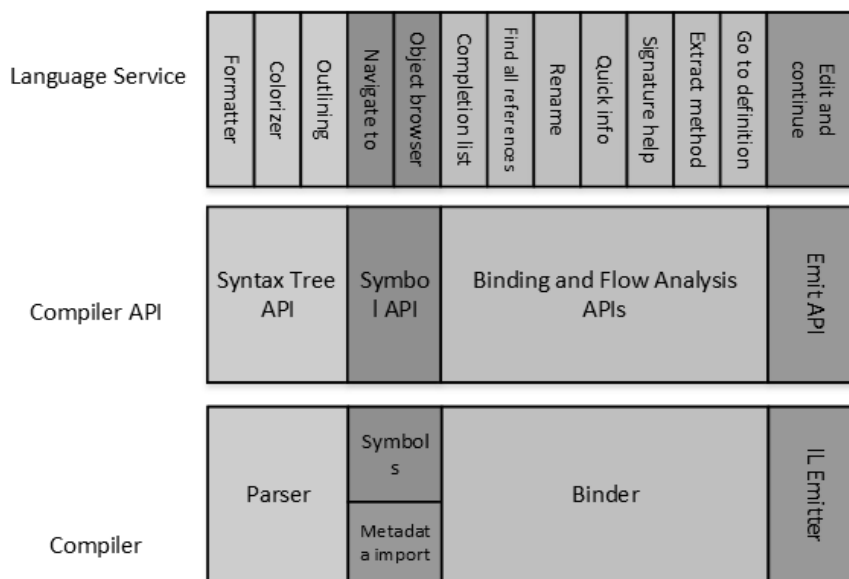 Language Service
Formatter
Colorizer
Outlining
Navigate to
Object browser
Completion list
Find all references
Rename
Quick info
Signature help
Extract method
Go to definition
Edit and
continue
Compiler API
Syntax Tree
API
Symbo
l API
Binding and Flow Analysis
APIs
Emit API
Compiler
Parser
Symbol
s
Metadat
a import
Binder
IL Emitter